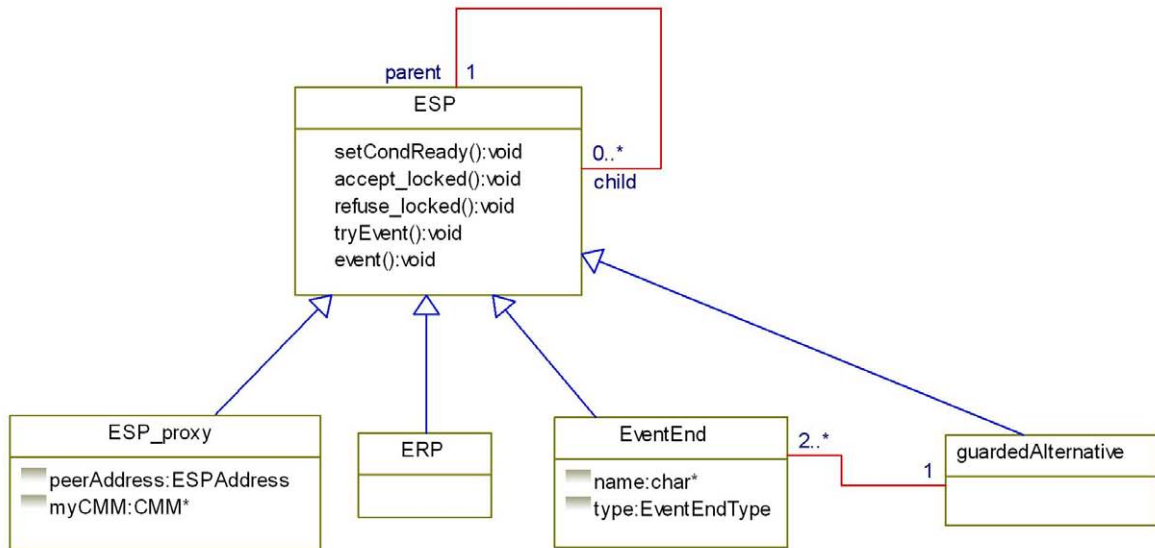 parent 1
ESP
setCondReady():void
accept_locked():void
refuse_locked():void
tryEvent():void
event():void
0..*
child
ESP_proxy
peerAddress:ESPAddress
myCMM:CMM*
ERP
EventEnd
name:char*
type:EventEndType
2..*
1
guardedAlternative